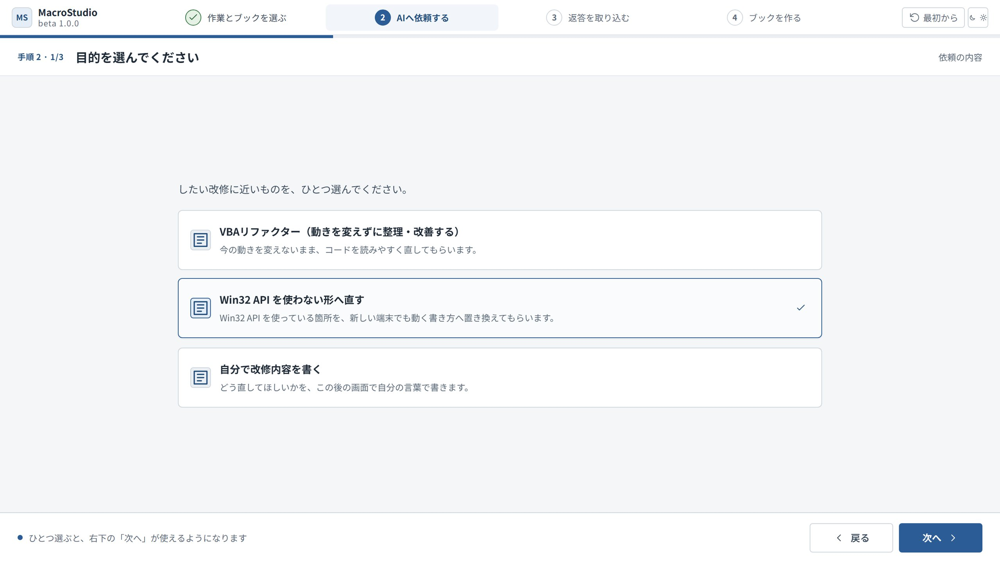 MS
MacroStudio
beta 1.0.0
作業とブックを選ぶ
2
AIへ依頼する
3
返答を取り込む
4
ブックを作る
最初から
手順 2・1/3
目的を選んでください
依頼の内容
したい改修に近いものを、ひとつ選んでください。
VBAリファクター（動きを変えずに整理・改善する）
今の動きを変えないまま、コードを読みやすく直してもらいます。
Win32 API を使わない形へ直す
Win32 API を使っている箇所を、新しい端末でも動く書き方へ置き換えてもらいます。
自分で改修内容を書く
どう直してほしいかを、この後の画面で自分の言葉で書きます。
ひとつ選ぶと、右下の「次へ」が使えるようになります
戻る
次へ